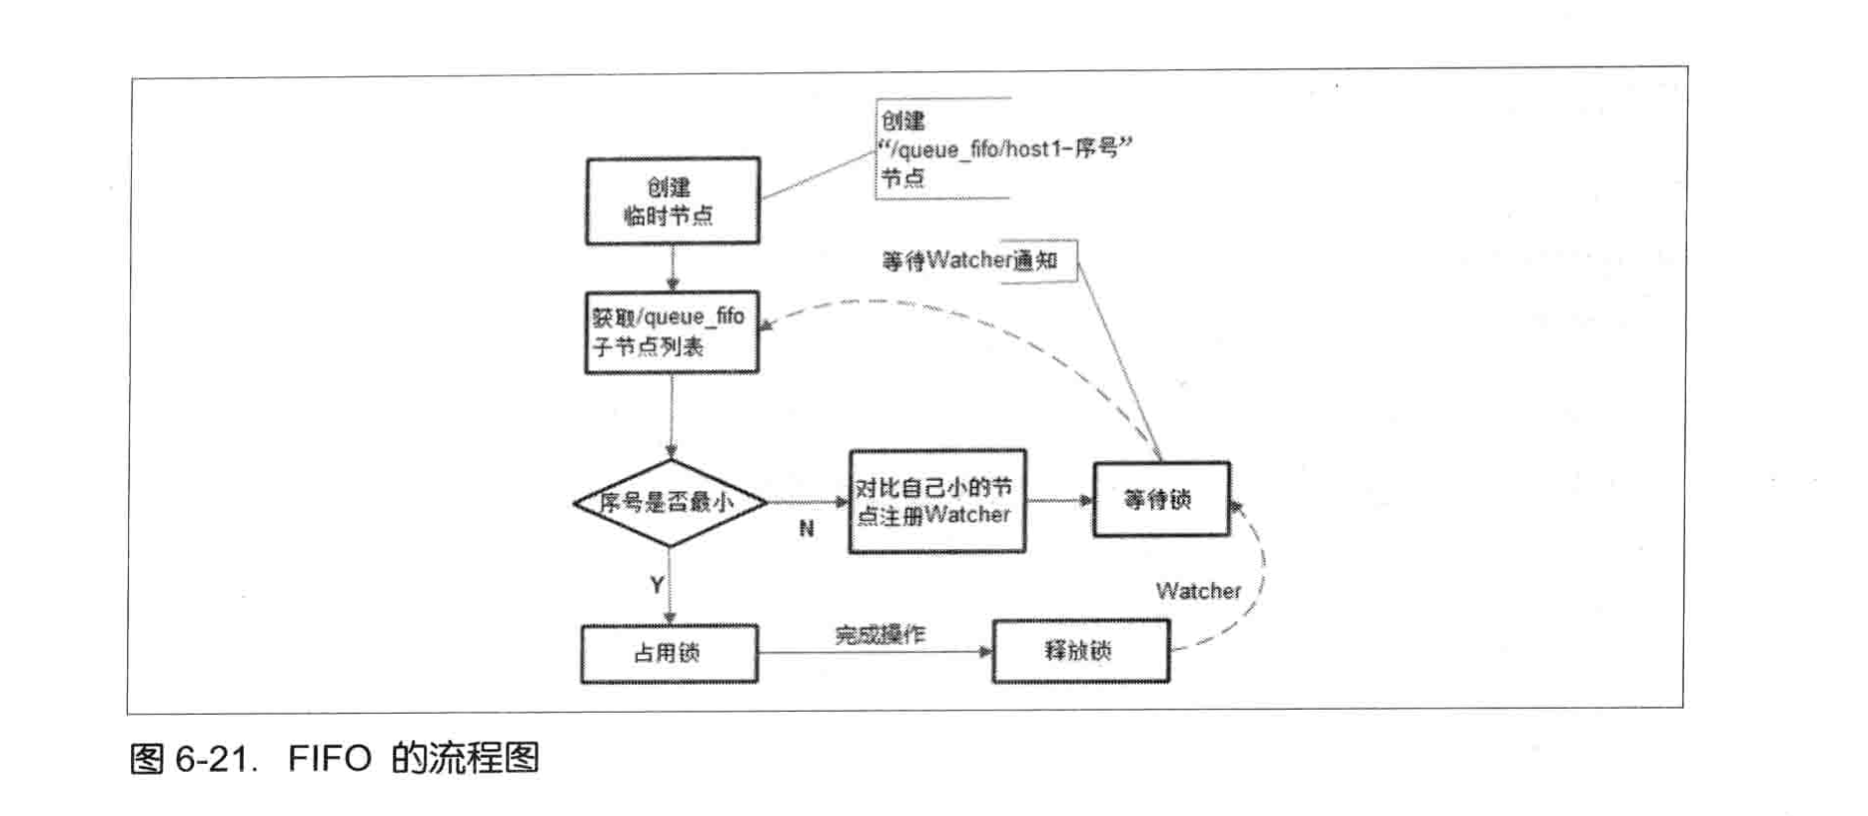 创建
“/queue_fifo/host1-序号”
节点
创建
临时节点
等待Watcher通知
获取/queue_fifo
子节点列表
序号是否最小
N
对比自己小的节
点注册Watcher
等待锁
Y
Watcher
占用锁
完成操作
释放锁
图 6-21. FIFO 的流程图